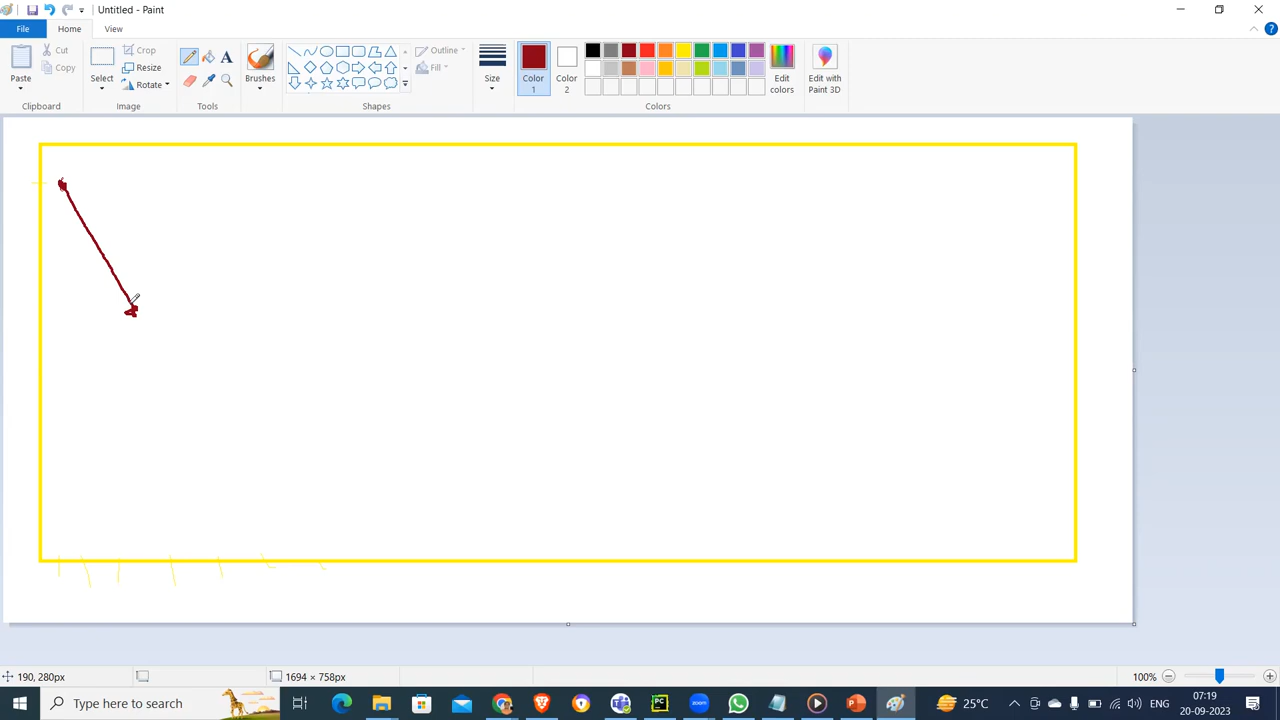 Untitled - Paint
File Home View
Paste Cut Copy Clipboard
Select Crop Resize Rotate Image
A Tools
Brushes
Outline Fill Shapes
Size
Color 1
Color 2
Edit colors
Edit with Paint 3D
Colors
190, 280px
1694 × 758px
100%
Type here to search
PC
zoom
25°C
ENG
07:19
20-09-2023